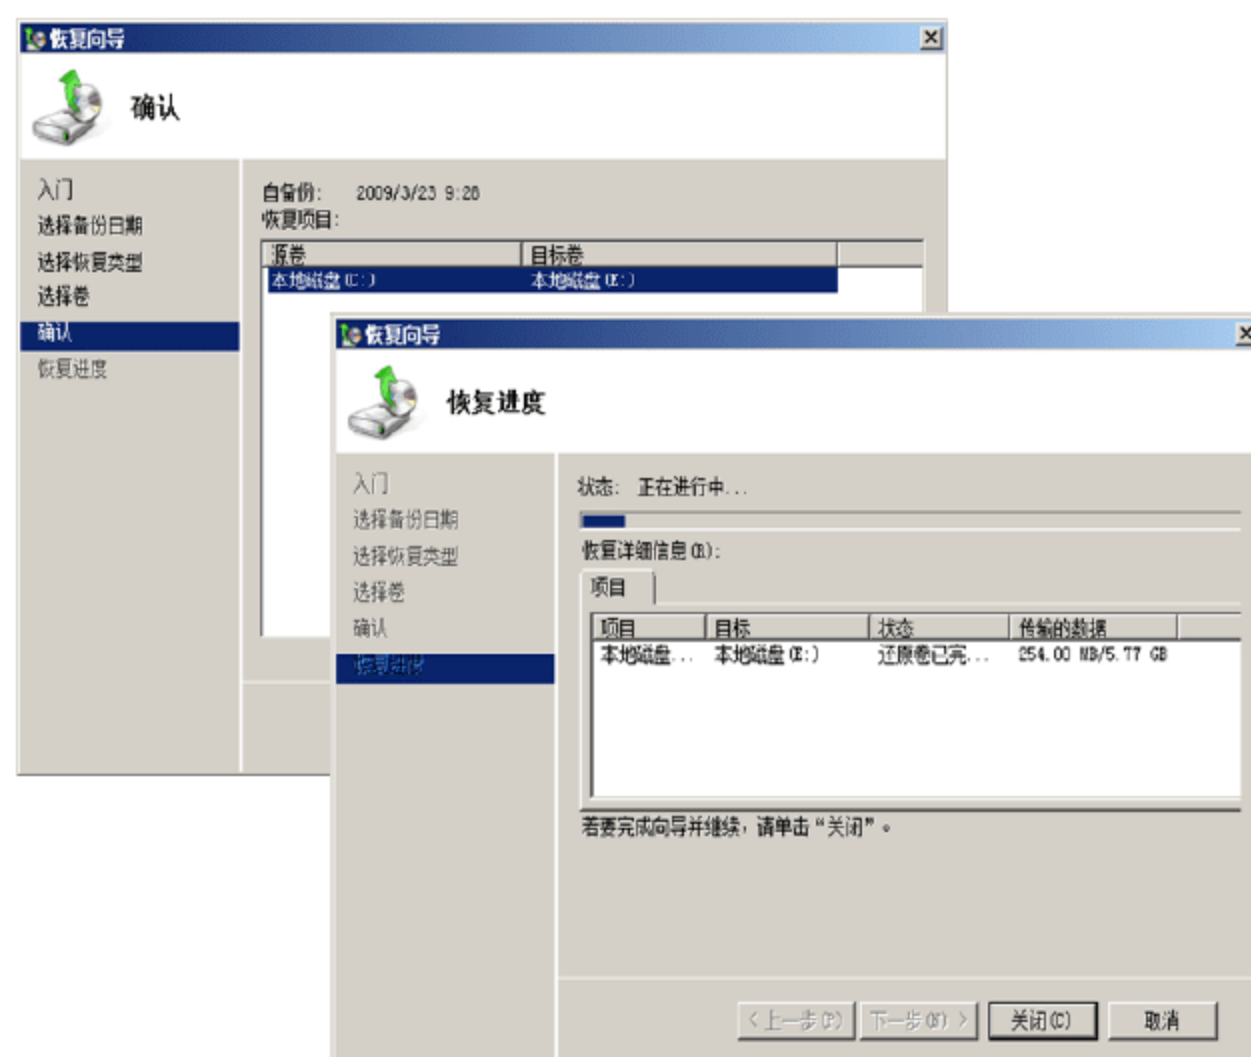 恢复向导
确认
入门
选择备份日期
选择恢复类型
选择卷
确认
恢复进度
自备份: 2009/3/23 9:28
恢复项目:
源卷 目标卷
本地磁盘(C:) 本地磁盘(E:)
恢复向导
恢复进度
入门
选择备份日期
选择恢复类型
选择卷
确认
恢复进度
状态: 正在进行中...
恢复详细信息(R):
项目
项目 目标 状态 传输的数据
本地磁盘... 本地磁盘(E:) 还原卷已完... 254.00 MB/5.77 GB
若要完成向导并继续，请单击“关闭”。
<上一步(P) 下一步(N) > 关闭(C) 取消